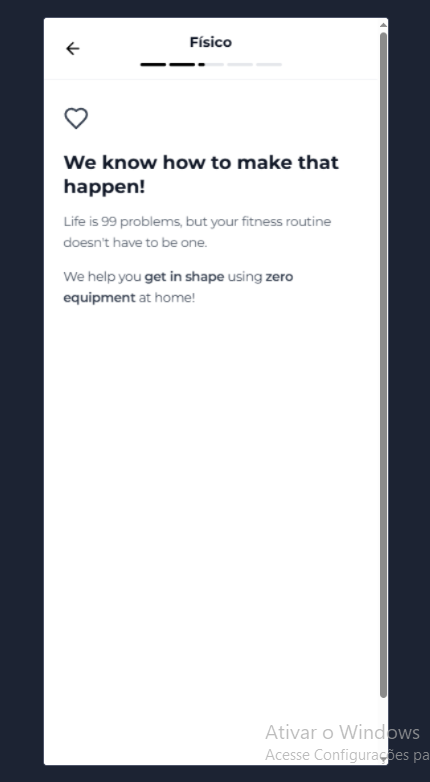 Físico
We know how to make that
happen!
Life is 99 problems, but your fitness routine
doesn't have to be one.
We help you get in shape using zero
equipment at home!
Ativar o Windows
Acesse Configurações pa